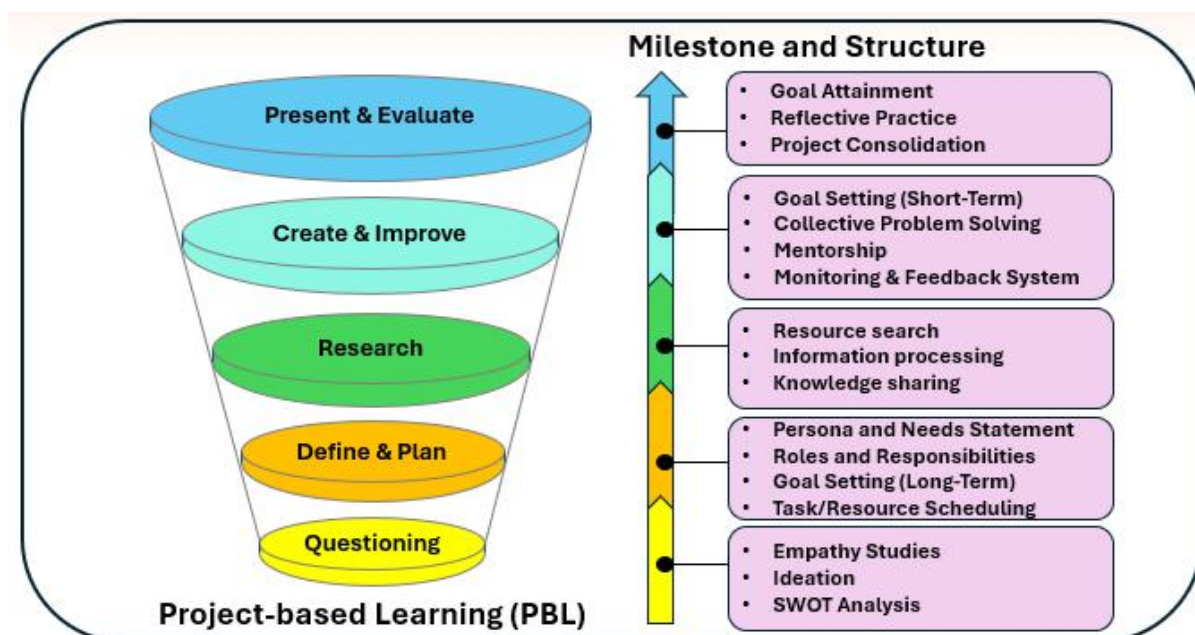 Milestone and Structure
Present & Evaluate
Create & Improve
Research
Define & Plan
Questioning
Project-based Learning (PBL)
• Goal Attainment
• Reflective Practice
• Project Consolidation
• Goal Setting (Short-Term)
• Collective Problem Solving
• Mentorship
• Monitoring & Feedback System
• Resource search
• Information processing
• Knowledge sharing
• Persona and Needs Statement
• Roles and Responsibilities
• Goal Setting (Long-Term)
• Task/Resource Scheduling
• Empathy Studies
• Ideation
• SWOT Analysis